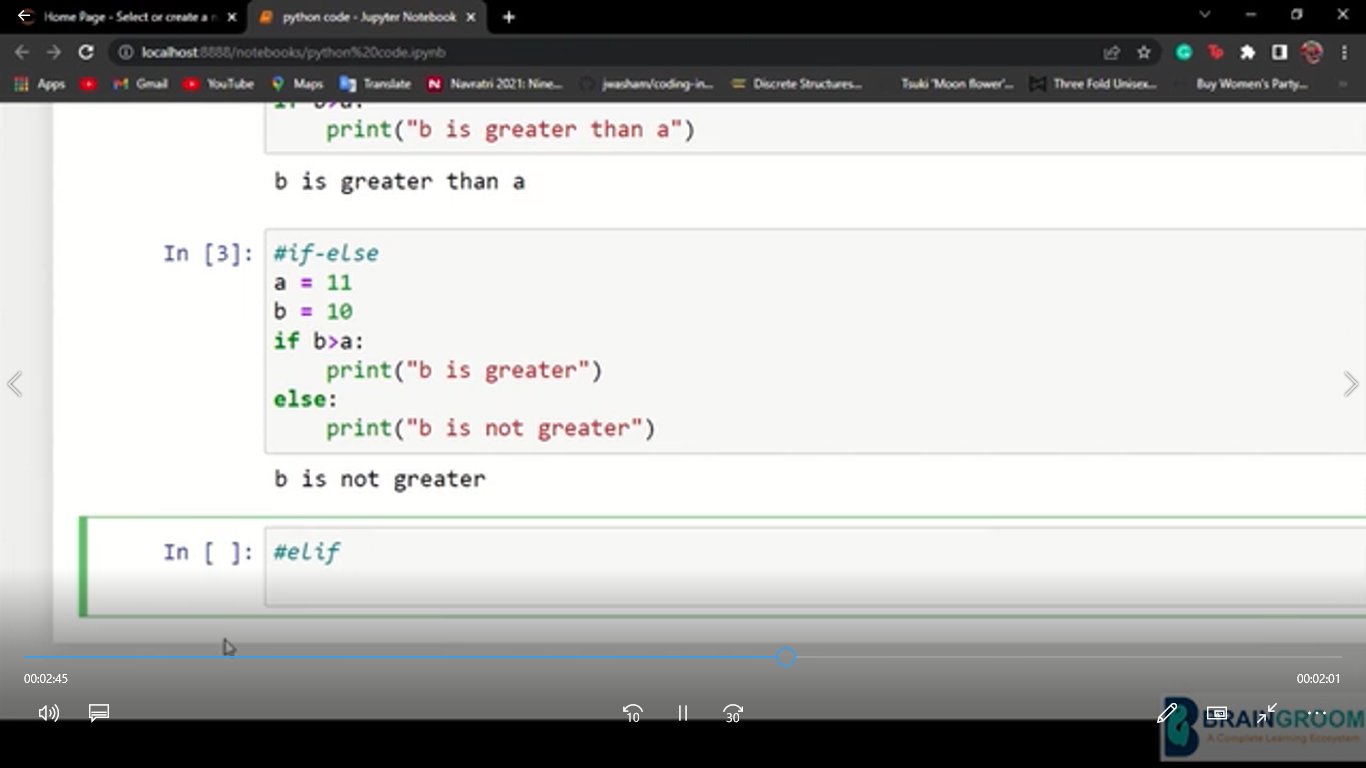 Home Page - Select or create a n
python code - Jupyter Notebook
localhost:8888/notebooks/python%20code.ipynb
Apps
Gmail
YouTube
Maps
Translate
N Navratri 2021: Nine...
jwasham/coding-in...
Discrete Structures...
Tsuki 'Moon flower'...
Three Fold Unisex...
Buy Women's Party...
»
if b>a:
print("b is greater than a")
b is greater than a
In [3]: #if-else
a = 11
b = 10
if b>a:
print("b is greater")
else:
print("b is not greater")
b is not greater
In [ ]: #elif
00:02:45
00:02:01
10
30
BRAINGROOM
A Complete Learning Ecosystem